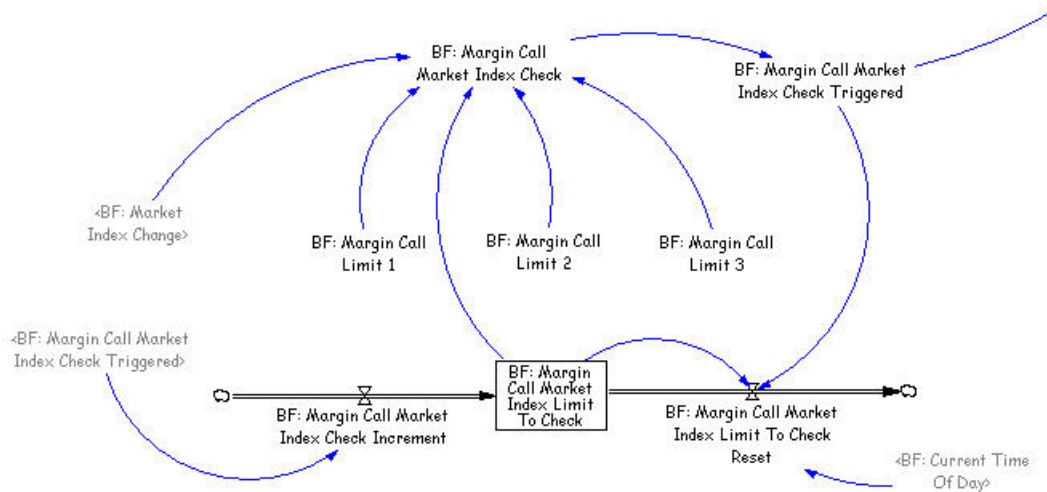 BF: Margin Call
Market Index Check
BF: Margin Call Market
Index Check Triggered
<BF: Market
Index Change>
BF: Margin Call
Limit 1
BF: Margin Call
Limit 2
BF: Margin Call
Limit 3
<BF: Margin Call Market
Index Check Triggered>
BF: Margin
Call Market
Index Limit
To Check
BF: Margin Call Market
Index Check Increment
BF: Margin Call Market
Index Limit To Check
Reset
<BF: Current Time
Of Day>